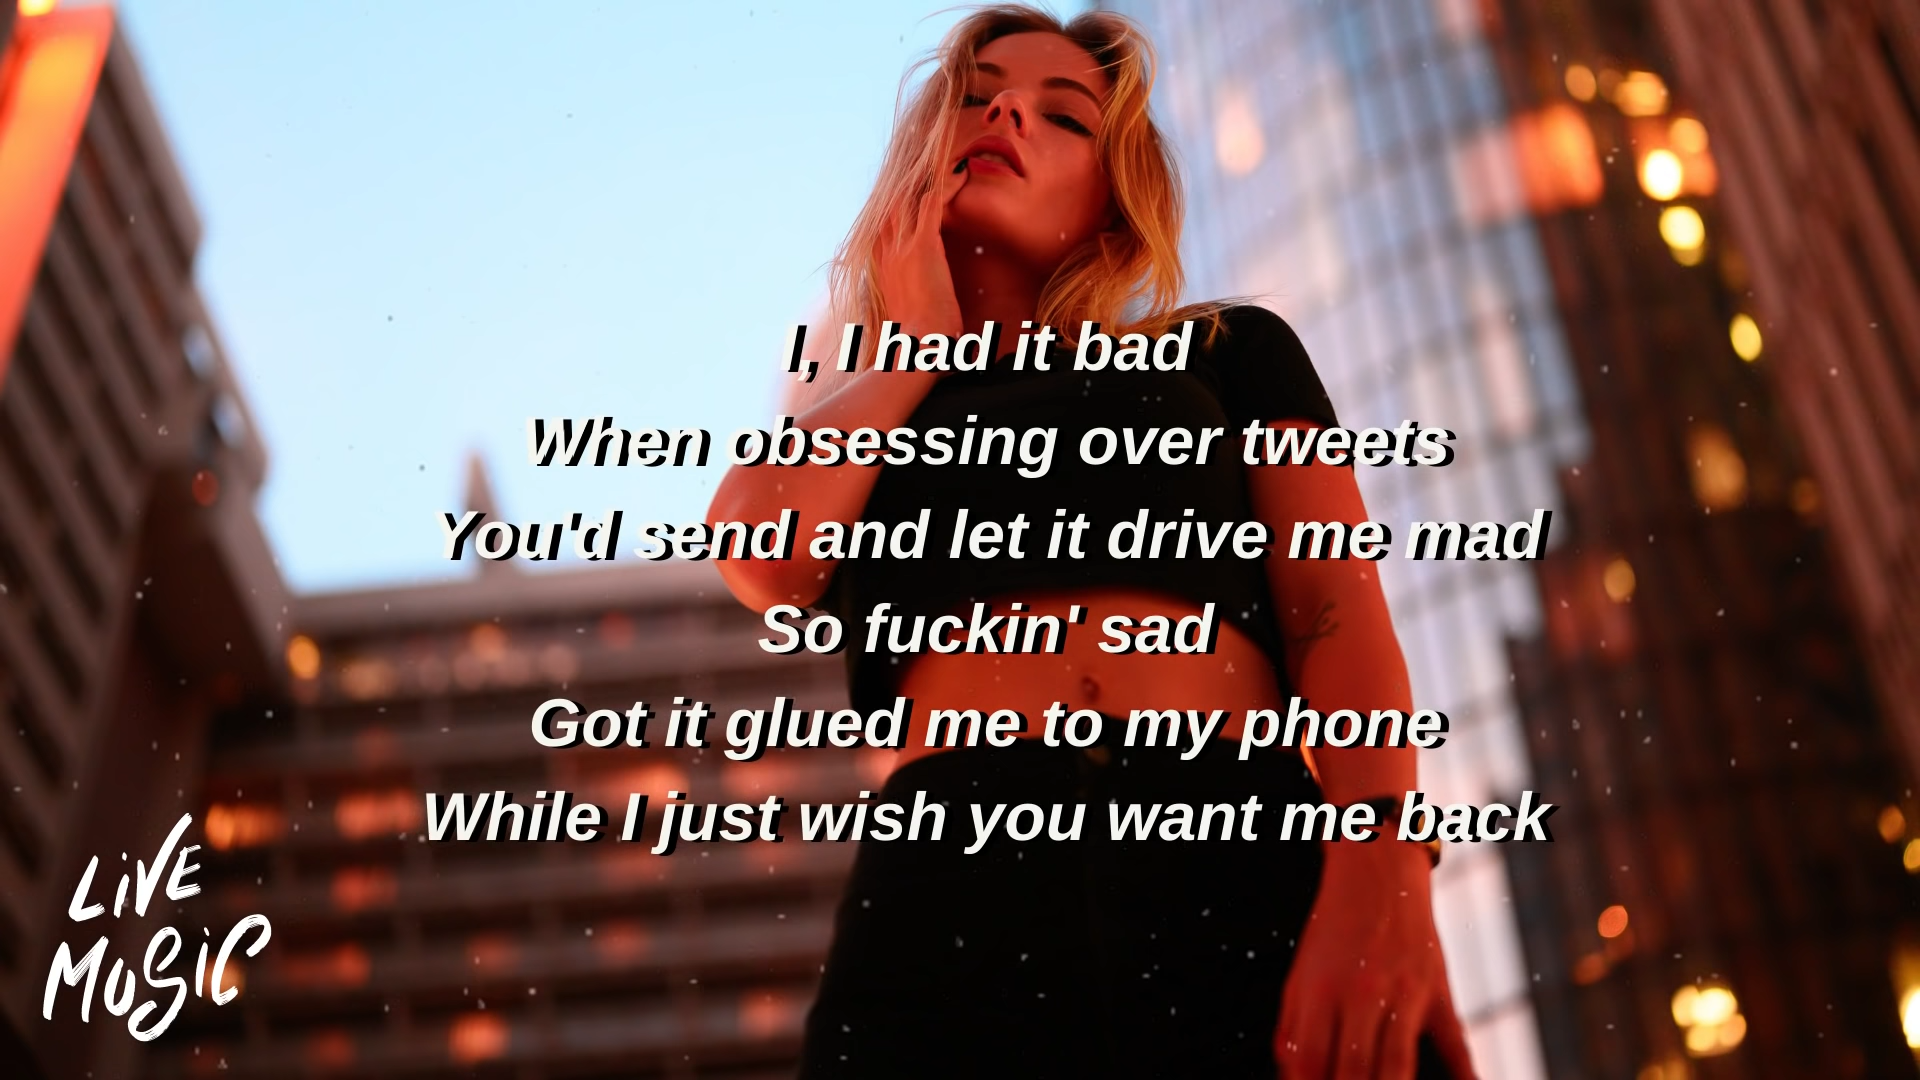 I, I had it bad
When obsessing over tweets
You'd send and let it drive me mad
So fuckin' sad
Got it glued me to my phone
While I just wish you want me back
LiVE
MUSiC